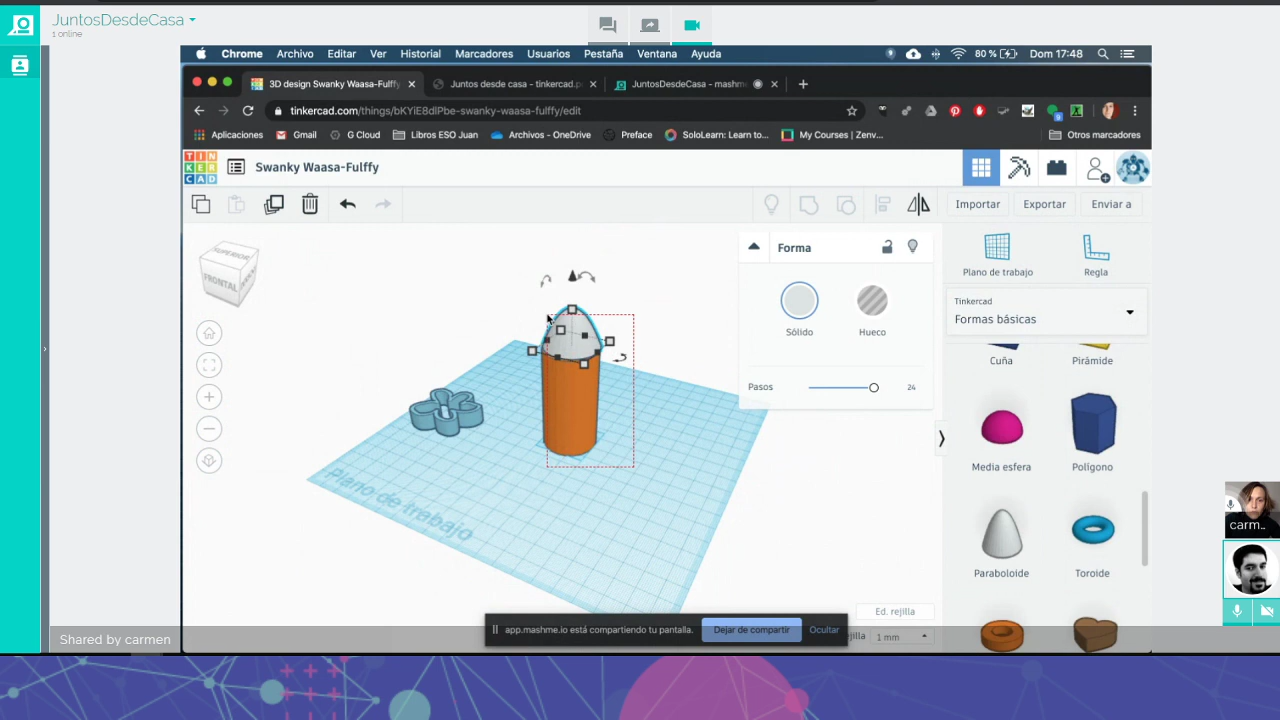 JuntosDesdeCasa
1 online
Chrome Archivo Editar Ver Historial Marcadores Usuarios Pestaña Ventana Ayuda 80 % Dom 17:48
3D design Swanky Waasa-Fulffy Juntos desde casa - tinkercad.p JuntosDesdeCasa - mashme
tinkercad.com/things/bKYiE8dlPbe-swanky-waasa-fulffy/edit
Aplicaciones Gmail G Cloud Libros ESO Juan Archivos - OneDrive Preface SoloLearn: Learn to... My Courses | Zenv... Otros marcadores
TIN
KER
CAD
Swanky Waasa-Fulffy
Importar Exportar Enviar a
SUPERIOR
FRONTAL
Forma
Sólido Hueco
Pasos 24
Plano de trabajo Regla
Tinkercad
Formas básicas
Cuña Pirámide
Media esfera Polígono
Paraboloide Toroide
Plano de trabajo
Ed. rejilla
rejilla 1 mm
app.mashme.io está compartiendo tu pantalla. Dejar de compartir Ocultar
Shared by carmen
carm...